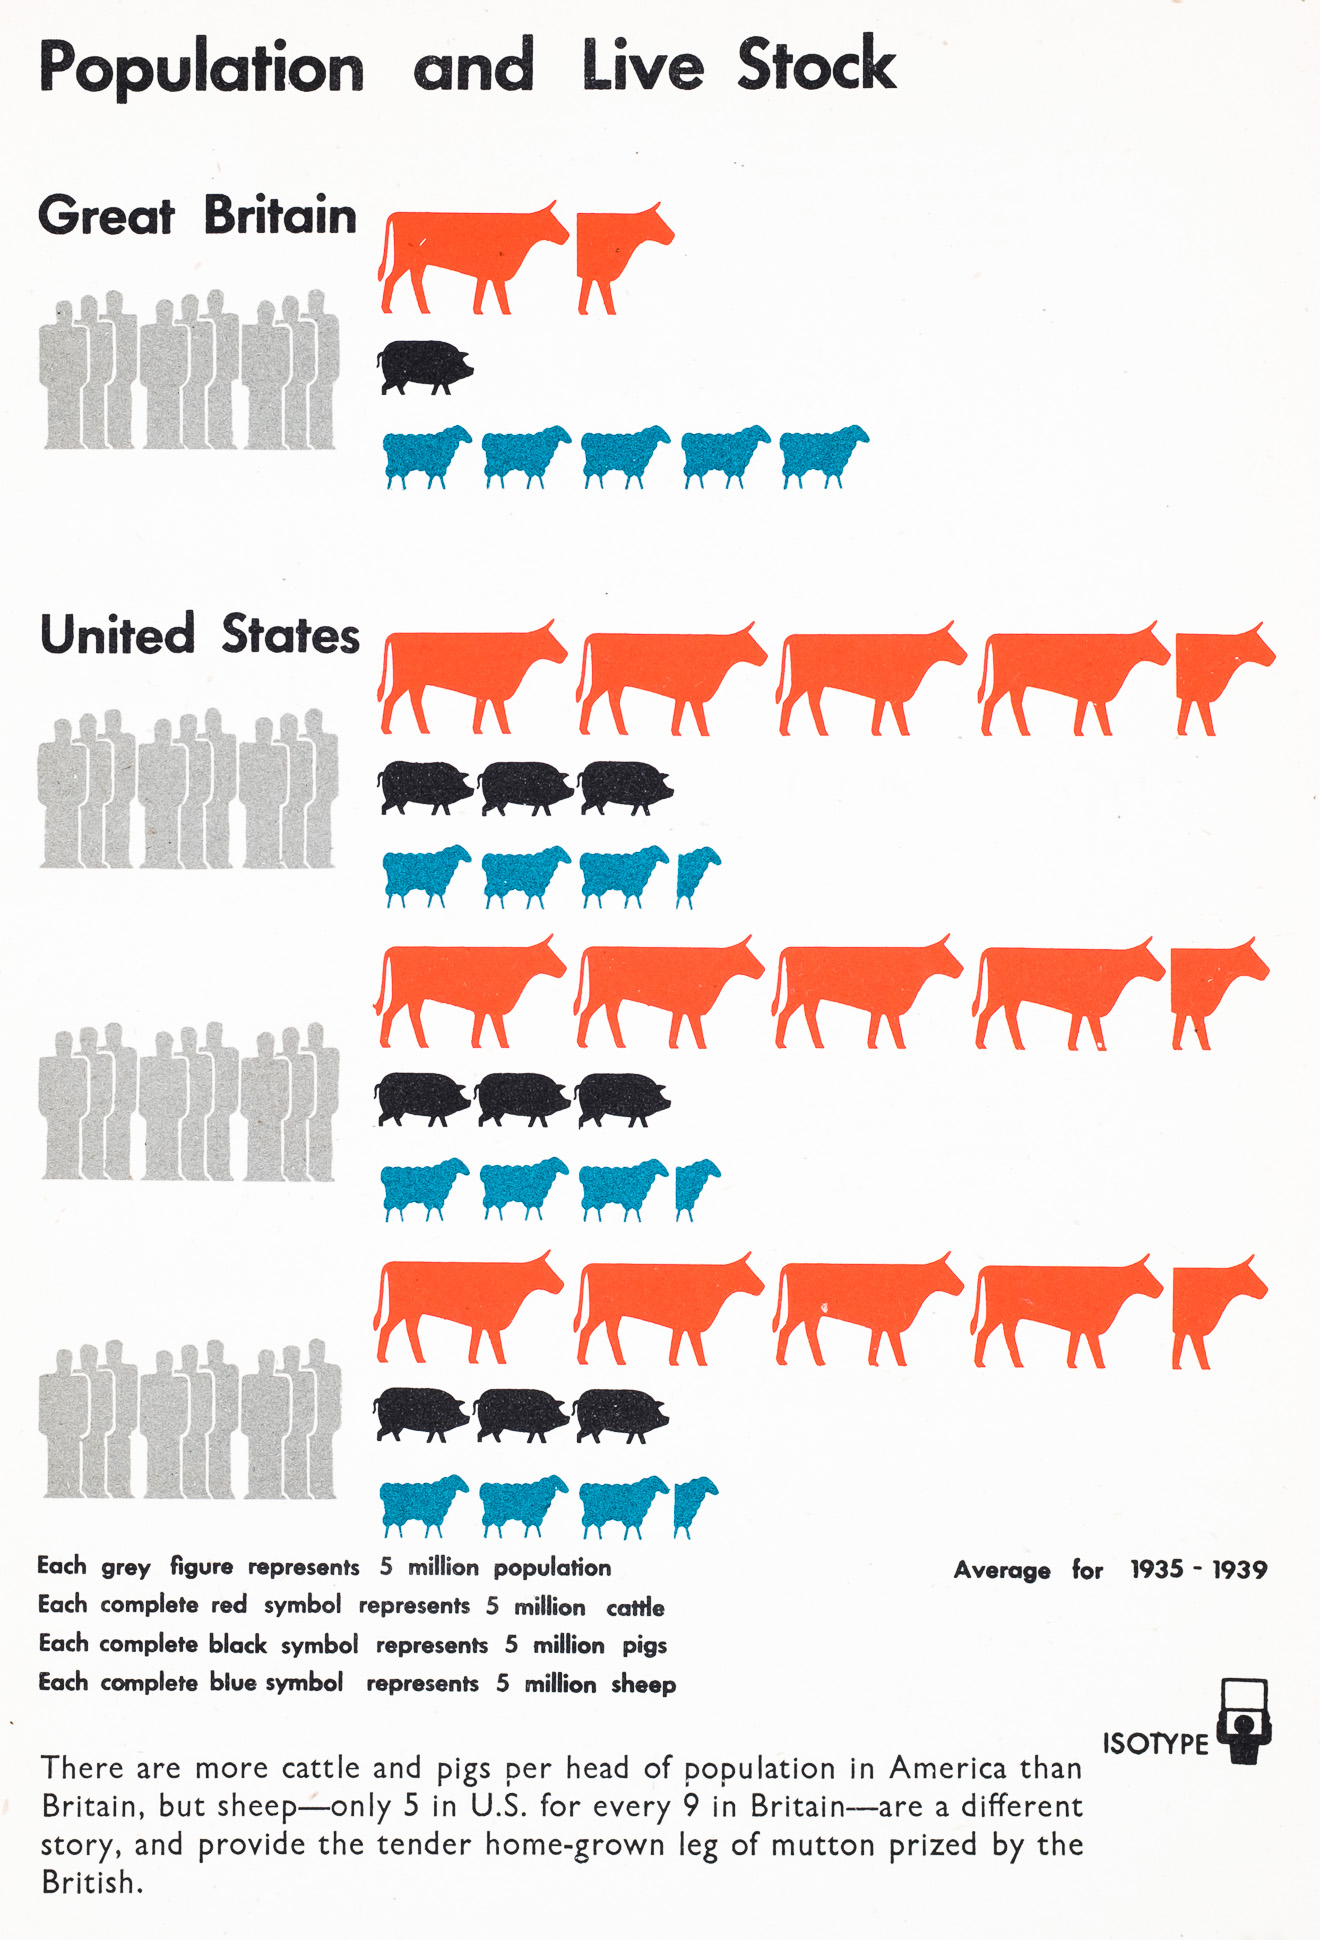 Population and Live Stock
Great Britain
United States
Each grey figure represents 5 million population
Each complete red symbol represents 5 million cattle
Each complete black symbol represents 5 million pigs
Each complete blue symbol represents 5 million sheep
Average for 1935 - 1939
ISOTYPE
There are more cattle and pigs per head of population in America than
Britain, but sheep—only 5 in U.S. for every 9 in Britain—are a different
story, and provide the tender home-grown leg of mutton prized by the
British.